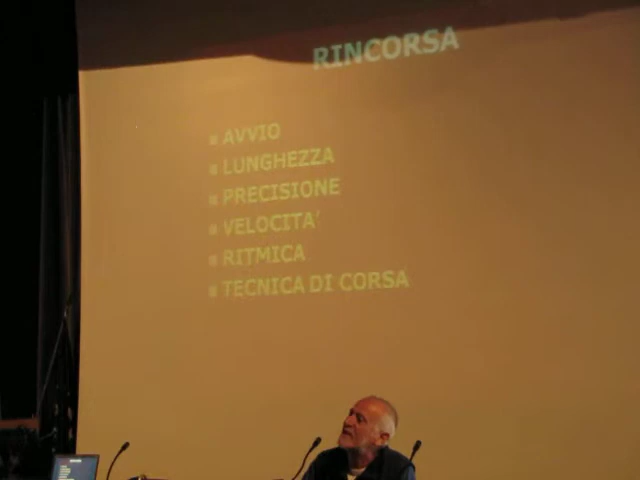 RINCORSA
AVVIO
LUNGHEZZA
PRECISIONE
VELOCITA'
RITMICA
TECNICA DI CORSA